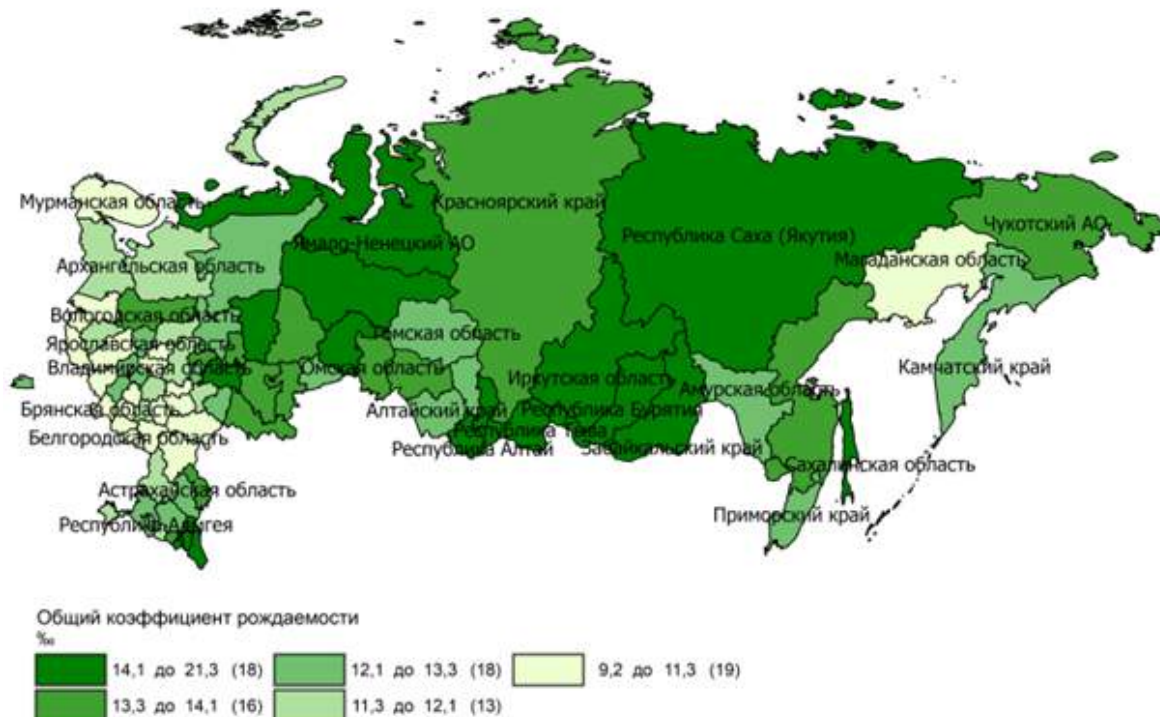 Мурманская область
Красноярский край
Чукотский АО
Ямало-Ненецкий АО
Республика Саха (Якутия)
Архангельская область
Магаданская область
Вологодская область
Томская область
Ярославская область
Владимирская область
Омская область
Камчатский край
Иркутская область
Амурская область
Брянская область
Алтайский край
Республика Бурятия
Белгородская область
Республика Тыва
Республика Алтай
Забайкальский край
Сахалинская область
Астраханская область
Приморский край
Республика Адыгея
Общий коэффициент рождаемости
‰
14,1 до 21,3 (18)
12,1 до 13,3 (18)
9,2 до 11,3 (19)
13,3 до 14,1 (16)
11,3 до 12,1 (13)